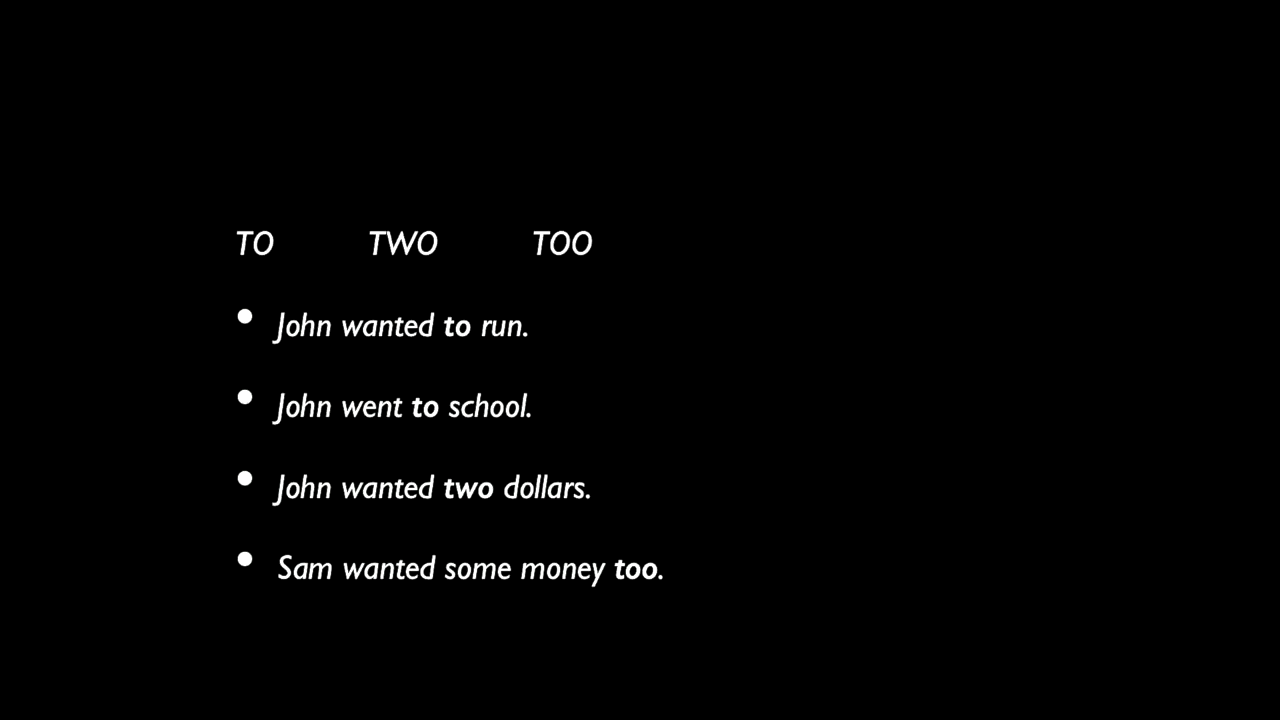 TO TWO TOO
• John wanted to run.
• John went to school.
• John wanted two dollars.
• Sam wanted some money too.